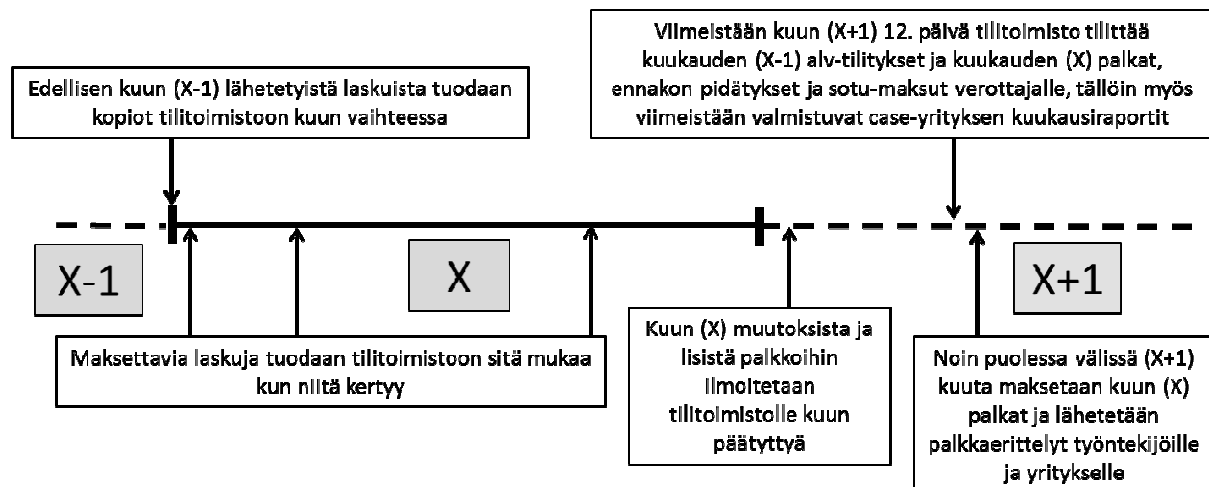 Edellisen kuun (X-1) lähetetyistä laskuista tuodaan
kopiot tilitoimistoon kuun vaihteessa
Viimeistään kuun (X+1) 12. päivä tilitoimisto tilittää
kuukauden (X-1) alv-tilitykset ja kuukauden (X) palkat,
ennakon pidätykset ja sotu-maksut verottajalle, tällöin myös
viimeistään valmistuvat case-yrityksen kuukausiraportit
X-1
X
X+1
Maksettavia laskuja tuodaan tilitoimistoon sitä mukaa
kun niitä kertyy
Kuun (X) muutoksista ja
lisistä palkkoihin
ilmoitetaan
tilitoimistolle kuun
päätyttyä
Noin puolessa välissä (X+1)
kuuta maksetaan kuun (X)
palkat ja lähetetään
palkkaerittelyt työntekijöille
ja yritykselle